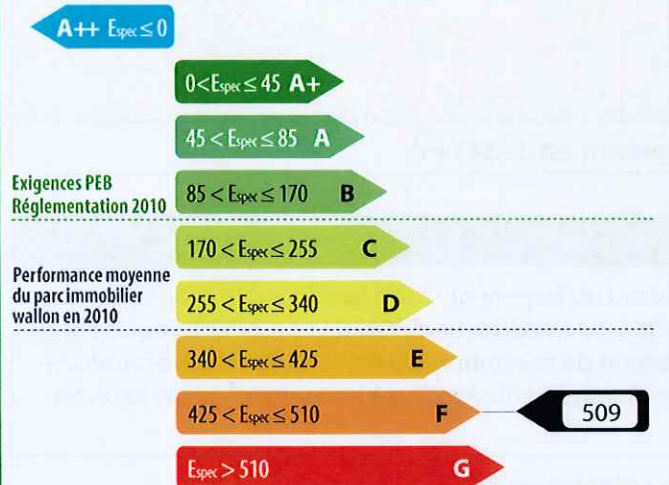 A++ Espec ≤ 0
0 < Espec ≤ 45 A+
45 < Espec ≤ 85 A
Exigences PEB
Réglementation 2010
85 < Espec ≤ 170 B
170 < Espec ≤ 255 C
Performance moyenne
du parc immobilier
wallon en 2010
255 < Espec ≤ 340 D
340 < Espec ≤ 425 E
425 < Espec ≤ 510 F
509
Espec > 510 G